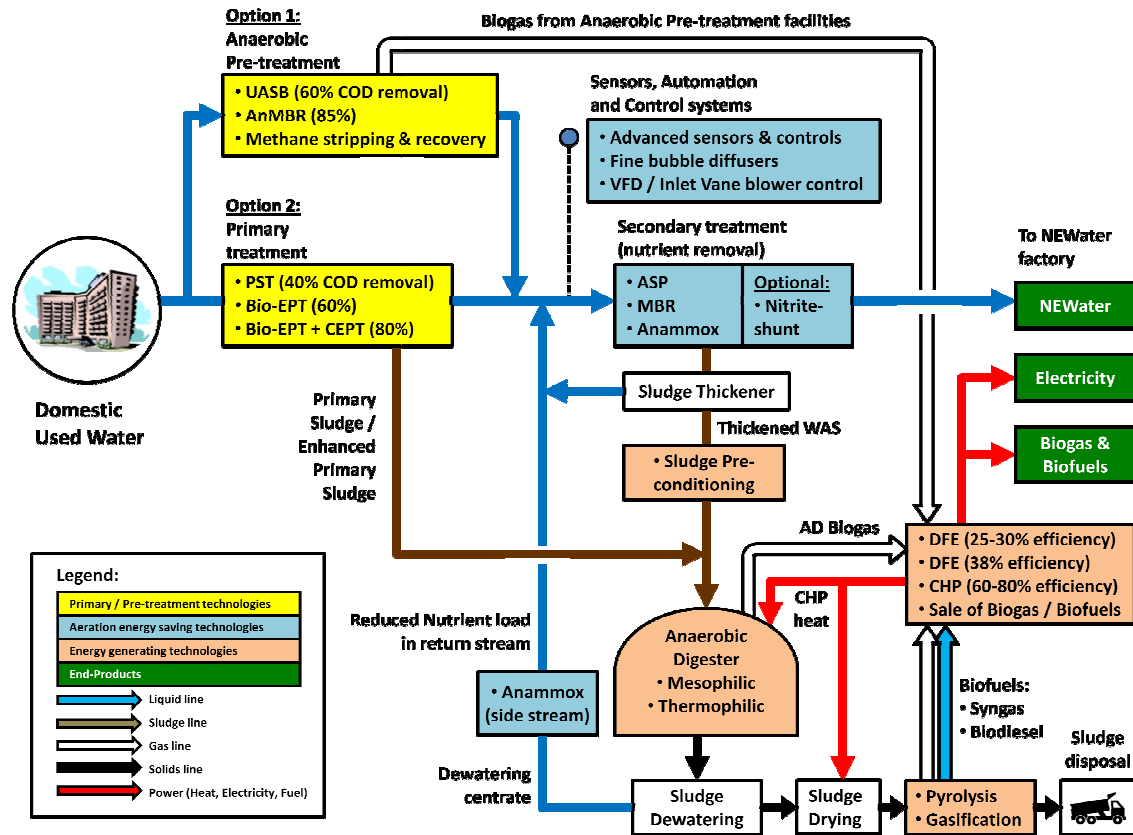 Biogas from Anaerobic Pre-treatment facilities
Option 1:
Anaerobic
Pre-treatment
• UASB (60% COD removal)
• AnMBR (85%)
• Methane stripping & recovery
Sensors, Automation
and Control systems
• Advanced sensors & controls
• Fine bubble diffusers
• VFD / Inlet Vane blower control
Option 2:
Primary
treatment
• PST (40% COD removal)
• Bio-EPT (60%)
• Bio-EPT + CEPT (80%)
Secondary treatment
(nutrient removal)
• ASP
• MBR
• Anammox
Optional:
• Nitrite-
shunt
To NEWater
factory
NEWater
Electricity
Biogas &
Biofuels
Domestic
Used Water
Primary
Sludge /
Enhanced
Primary
Sludge
Sludge Thickener
Thickened WAS
• Sludge Pre-
conditioning
AD Biogas
• DFE (25-30% efficiency)
• DFE (38% efficiency)
• CHP (60-80% efficiency)
• Sale of Biogas / Biofuels
CHP
heat
Reduced Nutrient load
in return stream
Anaerobic
Digester
• Mesophilic
• Thermophilic
• Anammox
(side stream)
Biofuels:
• Syngas
• Biodiesel
Sludge
disposal
Dewatering
centrate
Sludge
Dewatering
Sludge
Drying
• Pyrolysis
• Gasification
Legend:
Primary / Pre-treatment technologies
Aeration energy saving technologies
Energy generating technologies
End-Products
Liquid line
Sludge line
Gas line
Solids line
Power (Heat, Electricity, Fuel)